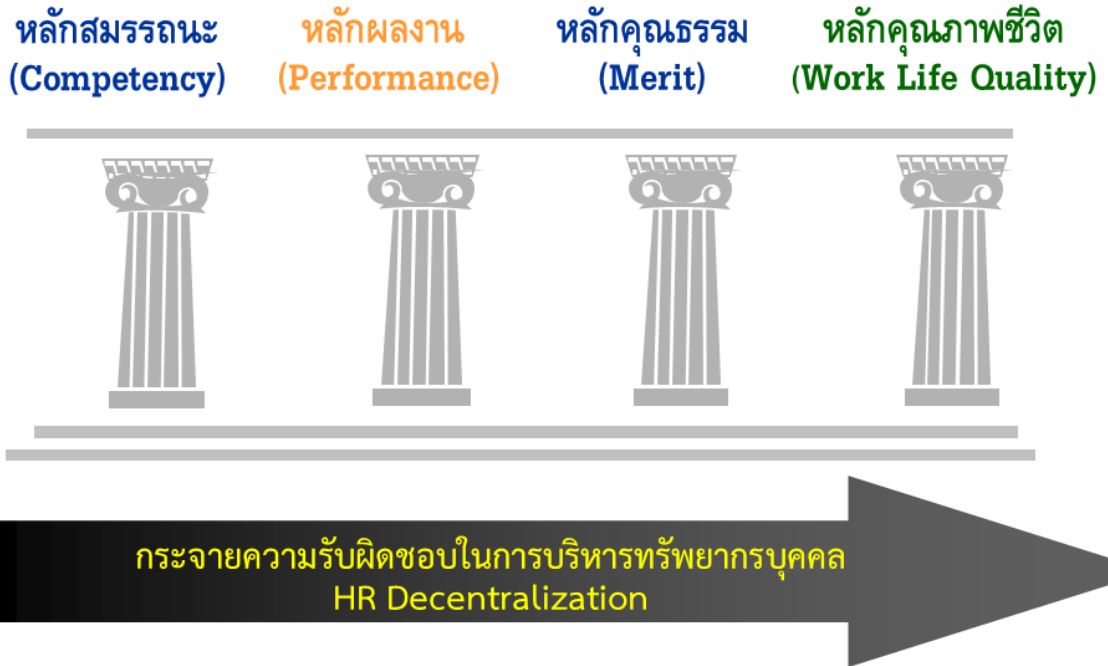 หลักสมรรถนะ
(Competency)
หลักผลงาน
(Performance)
หลักคุณธรรม
(Merit)
หลักคุณภาพชีวิต
(Work Life Quality)
กระจายความรับผิดชอบในการบริหารทรัพยากรบุคคล
HR Decentralization